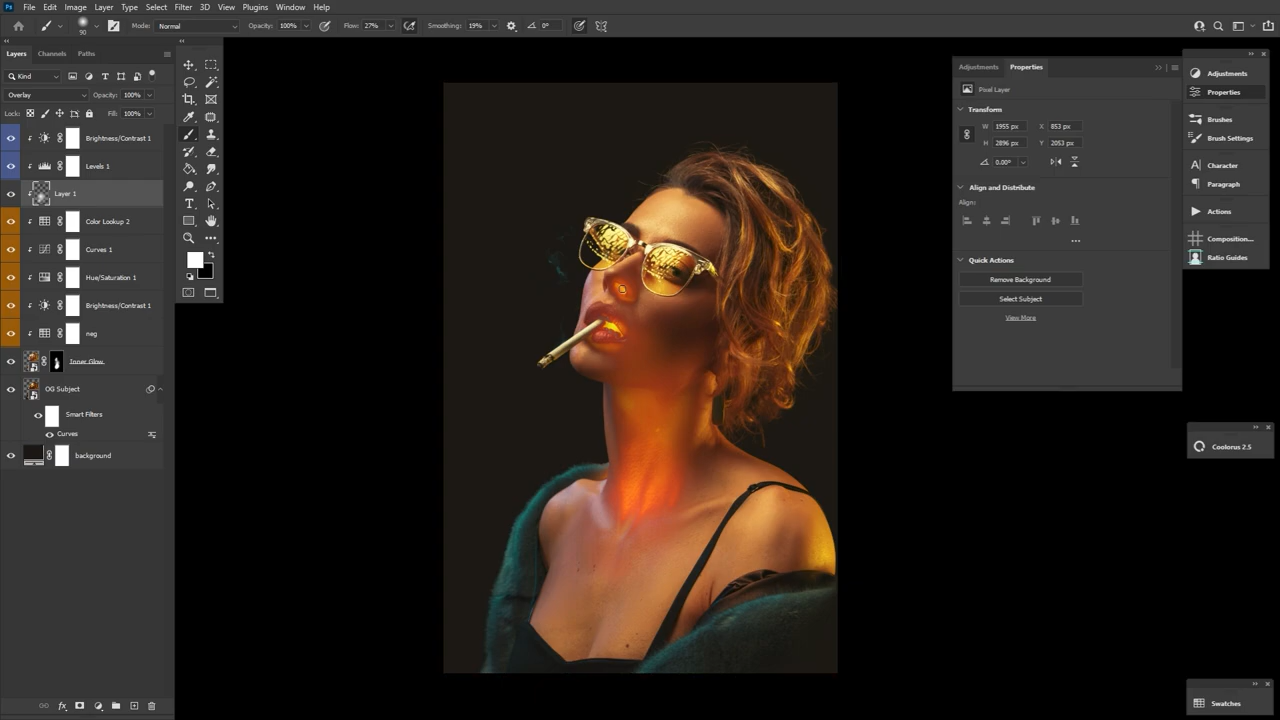 Ps File Edit Image Layer Type Select Filter 3D View Plugins Window Help
90 Mode: Normal Opacity: 100% Flow: 27% Smoothing: 19% 0°
Layers Channels Paths
Kind
Overlay Opacity: 100%
Lock: Fill: 100%
Brightness/Contrast 1
Levels 1
Layer 1
Color Lookup 2
Curves 1
Hue/Saturation 1
Brightness/Contrast 1
neg
Inner Glow
OG Subject
Smart Filters
Curves
background
fx
Adjustments Properties
Pixel Layer
Transform
W 1955 px X 853 px
H 2896 px Y 2053 px
0.00°
Align and Distribute
Align:
Quick Actions
Remove Background
Select Subject
View More
Adjustments
Properties
Brushes
Brush Settings
Character
Paragraph
Actions
Composition...
Ratio Guides
Coolorus 2.5
Swatches